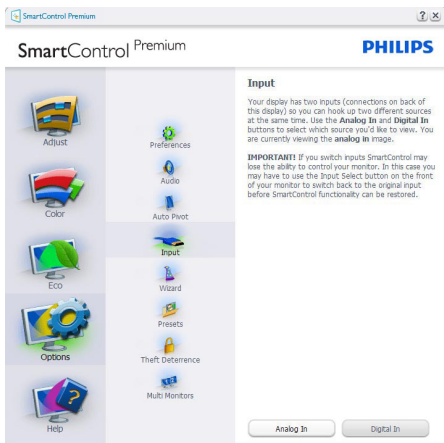 SmartControl Premium
SmartControl Premium
PHILIPS
Adjust
Color
Eco
Options
Help
Preferences
Audio
Auto Pivot
Input
Wizard
Presets
Theft Deterrence
Multi Monitors
Input
Your display has two inputs (connections on back of
this display) so you can hook up two different sources
at the same time. Use the Analog In and Digital In
buttons to select which source you'd like to view. You
are currently viewing the analog in image.
IMPORTANT! If you switch inputs SmartControl may
lose the ability to control your monitor. In this case you
may have to use the Input Select button on the front
of your monitor to switch back to the original input
before SmartControl functionality can be restored.
Analog In
Digital In